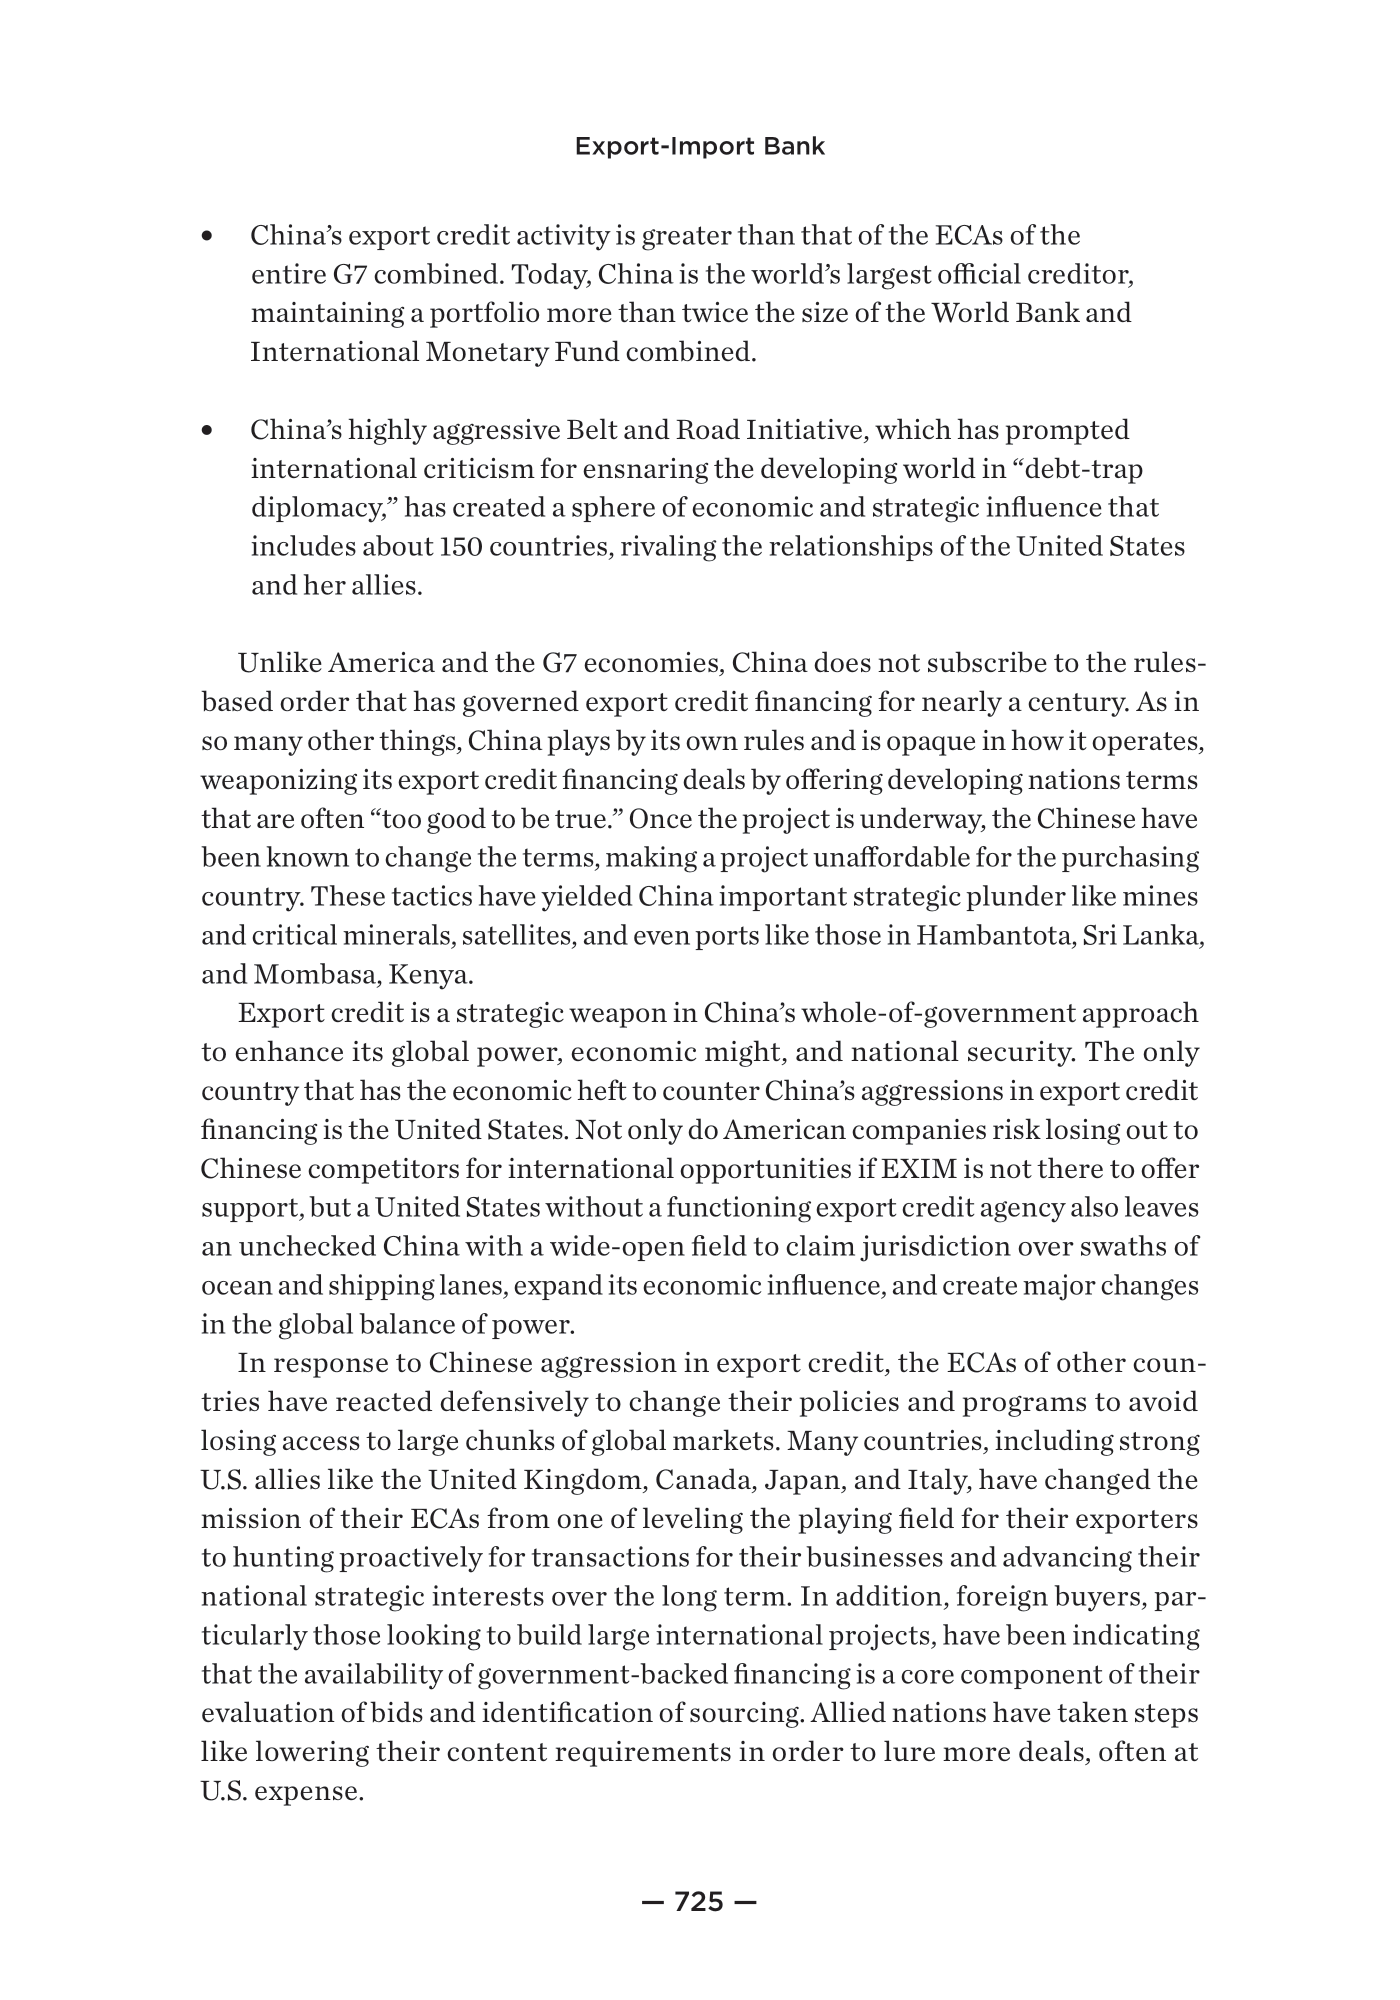 Export-Import Bank
• China’s export credit activity is greater than that of the ECAs of the
entire G7 combined. Today, China is the world’s largest official creditor,
maintaining a portfolio more than twice the size of the World Bank and
International Monetary Fund combined.
• China’s highly aggressive Belt and Road Initiative, which has prompted
international criticism for ensnaring the developing world in “debt-trap
diplomacy,” has created a sphere of economic and strategic influence that
includes about 150 countries, rivaling the relationships of the United States
and her allies.
Unlike America and the G7 economies, China does not subscribe to the rules-
based order that has governed export credit financing for nearly a century. As in
so many other things, China plays by its own rules and is opaque in how it operates,
weaponizing its export credit financing deals by offering developing nations terms
that are often “too good to be true.” Once the project is underway, the Chinese have
been known to change the terms, making a project unaffordable for the purchasing
country. These tactics have yielded China important strategic plunder like mines
and critical minerals, satellites, and even ports like those in Hambantota, Sri Lanka,
and Mombasa, Kenya.
Export credit is a strategic weapon in China’s whole-of-government approach
to enhance its global power, economic might, and national security. The only
country that has the economic heft to counter China’s aggressions in export credit
financing is the United States. Not only do American companies risk losing out to
Chinese competitors for international opportunities if EXIM is not there to offer
support, but a United States without a functioning export credit agency also leaves
an unchecked China with a wide-open field to claim jurisdiction over swaths of
ocean and shipping lanes, expand its economic influence, and create major changes
in the global balance of power.
In response to Chinese aggression in export credit, the ECAs of other coun-
tries have reacted defensively to change their policies and programs to avoid
losing access to large chunks of global markets. Many countries, including strong
U.S. allies like the United Kingdom, Canada, Japan, and Italy, have changed the
mission of their ECAs from one of leveling the playing field for their exporters
to hunting proactively for transactions for their businesses and advancing their
national strategic interests over the long term. In addition, foreign buyers, par-
ticularly those looking to build large international projects, have been indicating
that the availability of government-backed financing is a core component of their
evaluation of bids and identification of sourcing. Allied nations have taken steps
like lowering their content requirements in order to lure more deals, often at
U.S. expense.
— 725 —